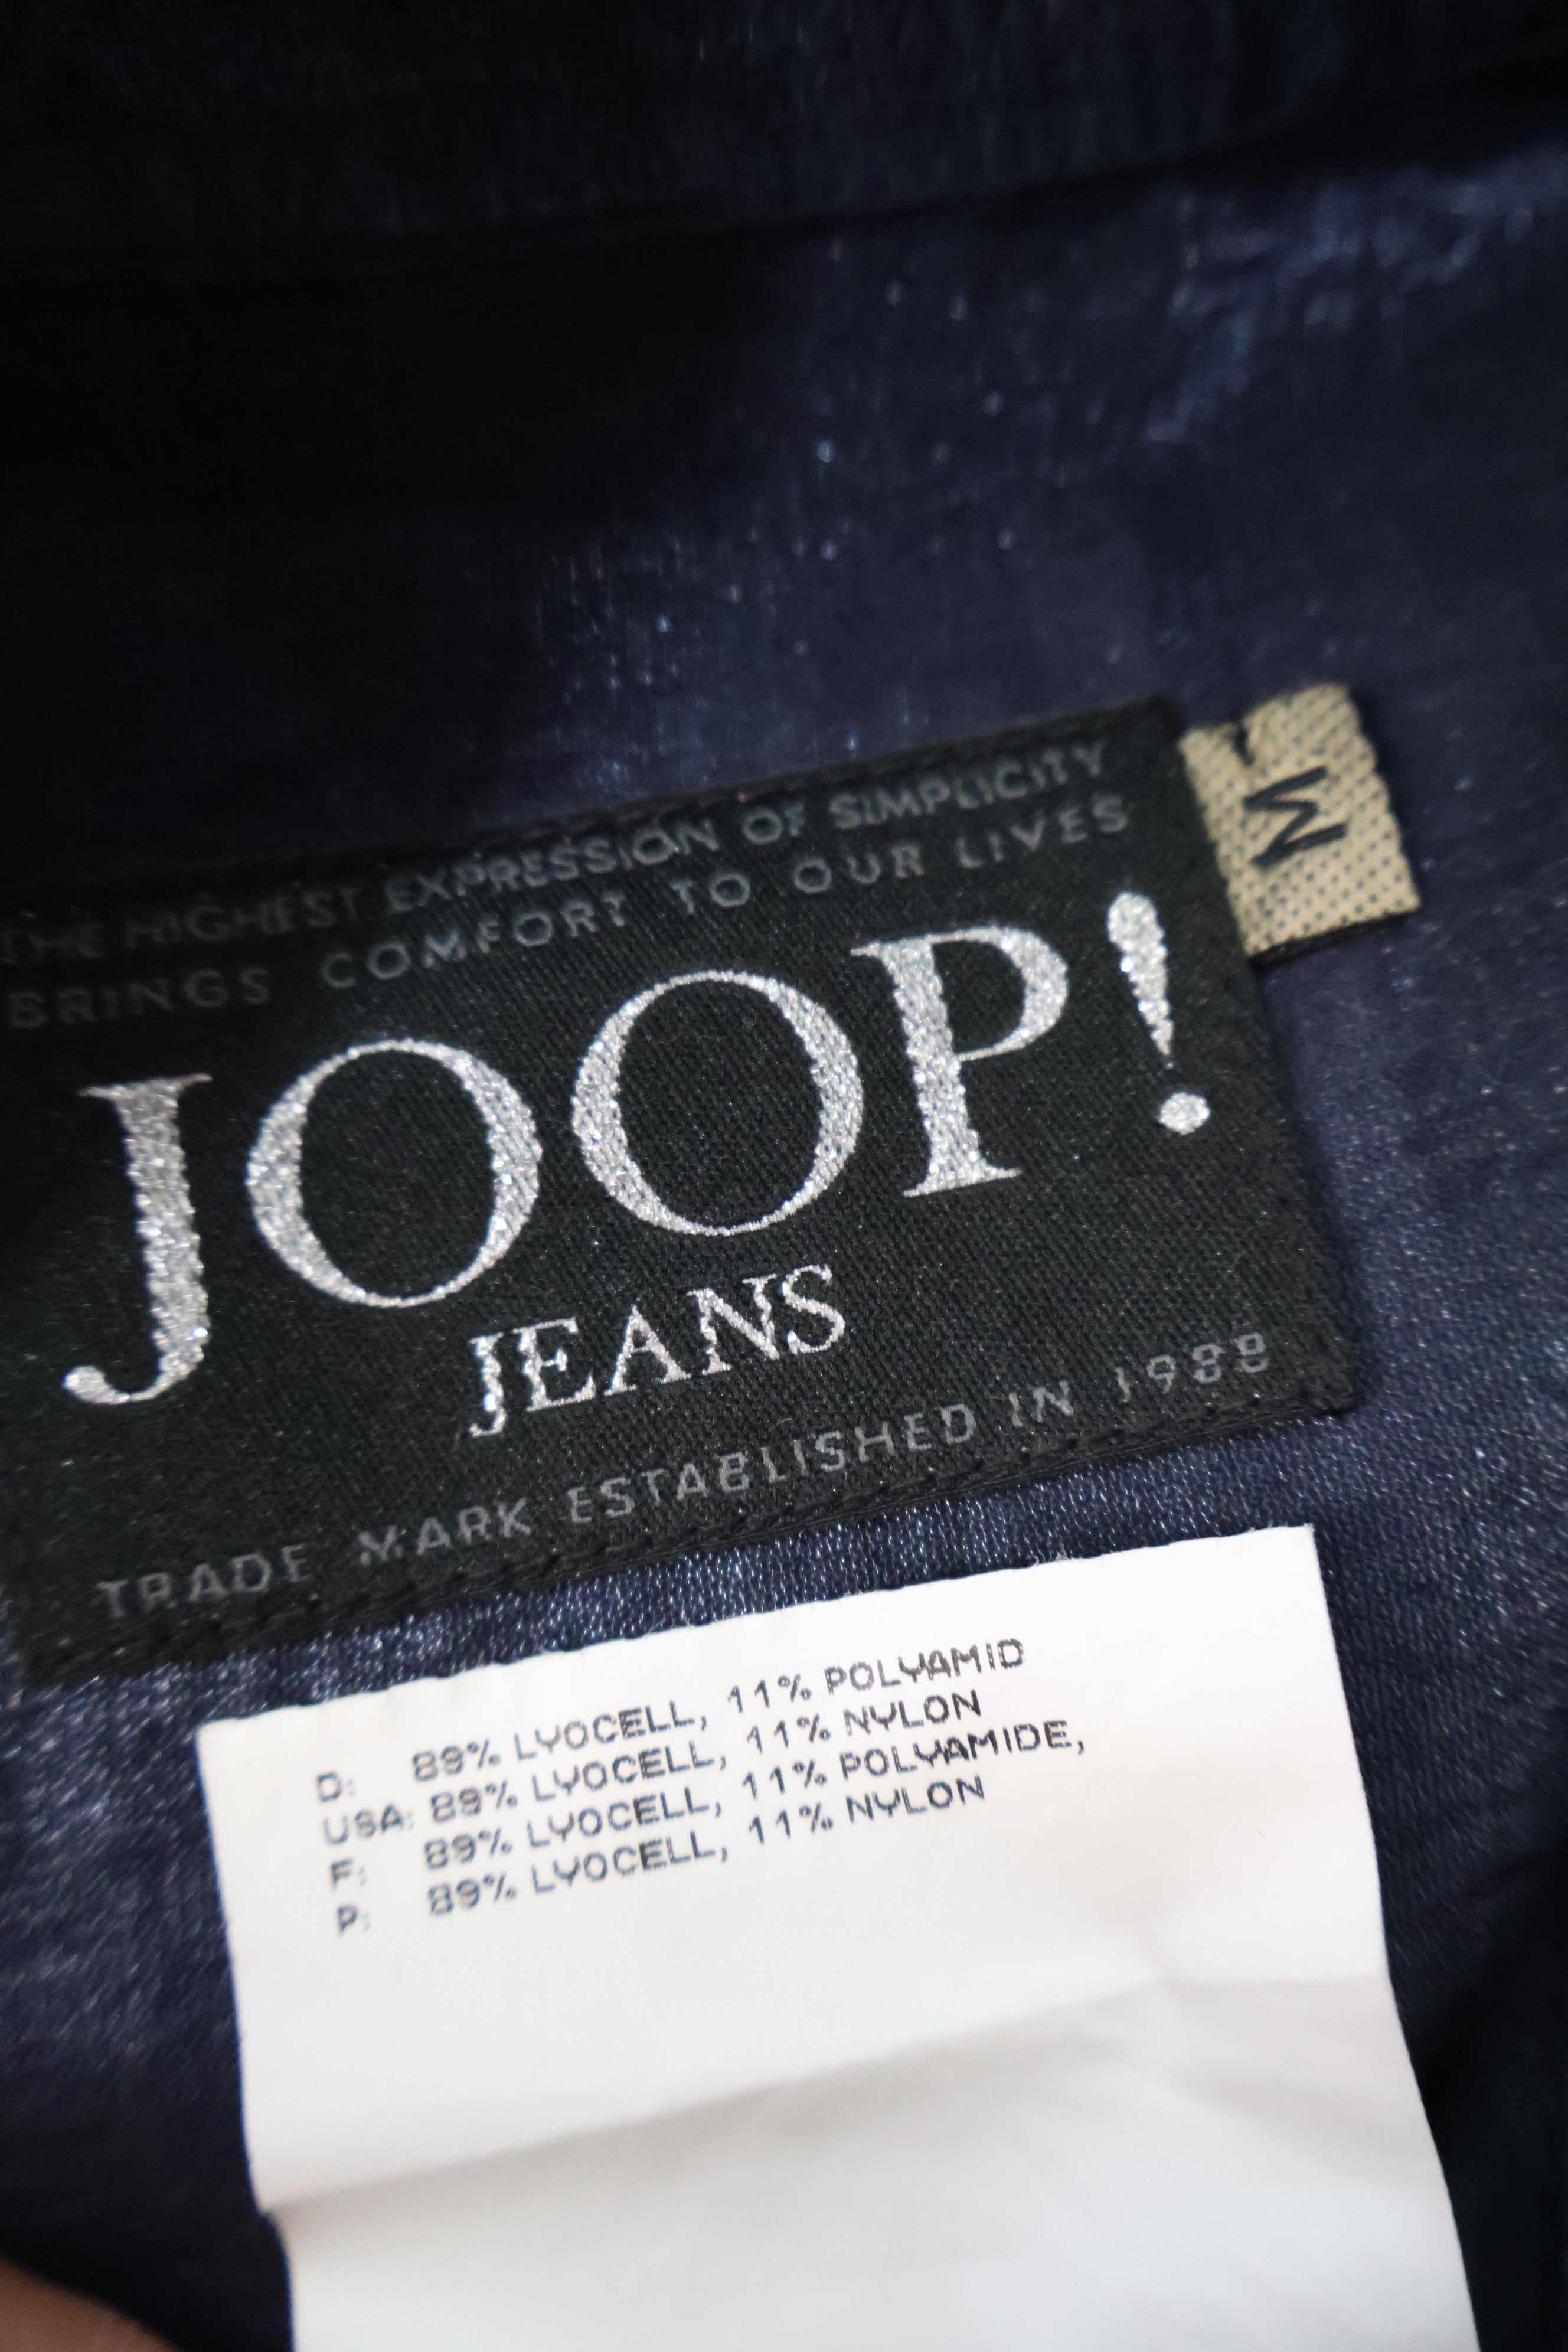 THE HIGHEST EXPRESSION OF SIMPLICITY
BRINGS COMFORT TO OUR LIVES
JOOP!
JEANS
TRADE MARK ESTABLISHED IN 1988
M
D: 89% LYOCELL, 11% POLYAMID
USA: 89% LYOCELL, 11% NYLON
F: 89% LYOCELL, 11% POLYAMIDE,
P: 89% LYOCELL, 11% NYLON